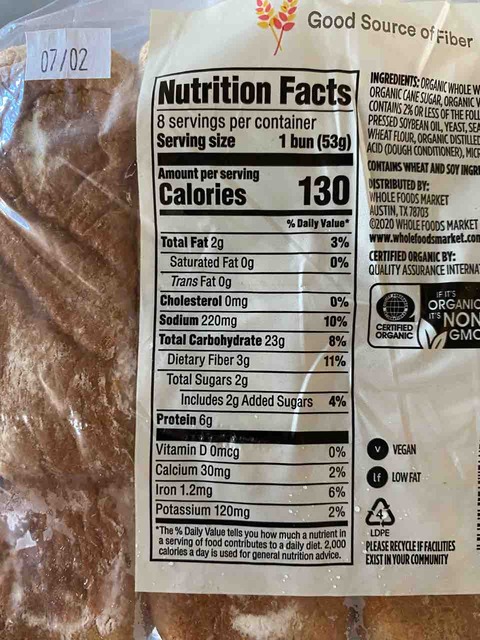 07/02
Good Source of Fiber
Nutrition Facts
8 servings per container
Serving size 1 bun (53g)
Amount per serving
Calories 130
% Daily Value*
Total Fat 2g 3%
Saturated Fat 0g 0%
Trans Fat 0g
Cholesterol 0mg 0%
Sodium 220mg 10%
Total Carbohydrate 23g 8%
Dietary Fiber 3g 11%
Total Sugars 2g
Includes 2g Added Sugars 4%
Protein 6g
Vitamin D 0mcg 0%
Calcium 30mg 2%
Iron 1.2mg 6%
Potassium 120mg 2%
*The % Daily Value tells you how much a nutrient in
a serving of food contributes to a daily diet. 2,000
calories a day is used for general nutrition advice.
INGREDIENTS: ORGANIC WHOLE W
ORGANIC CANE SUGAR, ORGANIC V
CONTAINS 2% OR LESS OF THE FOLL
PRESSED SOYBEAN OIL, YEAST, SEA
WHEAT FLOUR, ORGANIC DISTILLED
ACID (DOUGH CONDITIONER), MICR
CONTAINS WHEAT AND SOY INGRE
DISTRIBUTED BY:
WHOLE FOODS MARKET
AUSTIN, TX 78703
©2020 WHOLE FOODS MARKET
www.wholefoodsmarket.com
CERTIFIED ORGANIC BY:
QUALITY ASSURANCE INTERNA
CERTIFIED
ORGANIC
IF IT'S
ORGANIC
IT'S NON
GMO
V VEGAN
Lf LOW FAT
4
LDPE
PLEASE RECYCLE IF FACILITIES
EXIST IN YOUR COMMUNITY